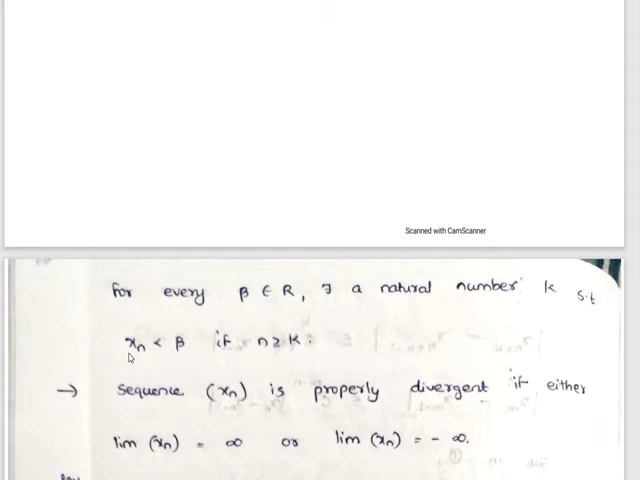 Scanned with CamScanner
For every β ∈ R, ∃ a natural number K s.t
xn < β if n ≥ K.
→ Sequence (xn) is properly divergent if either
lim (xn) = ∞ or lim (xn) = - ∞.